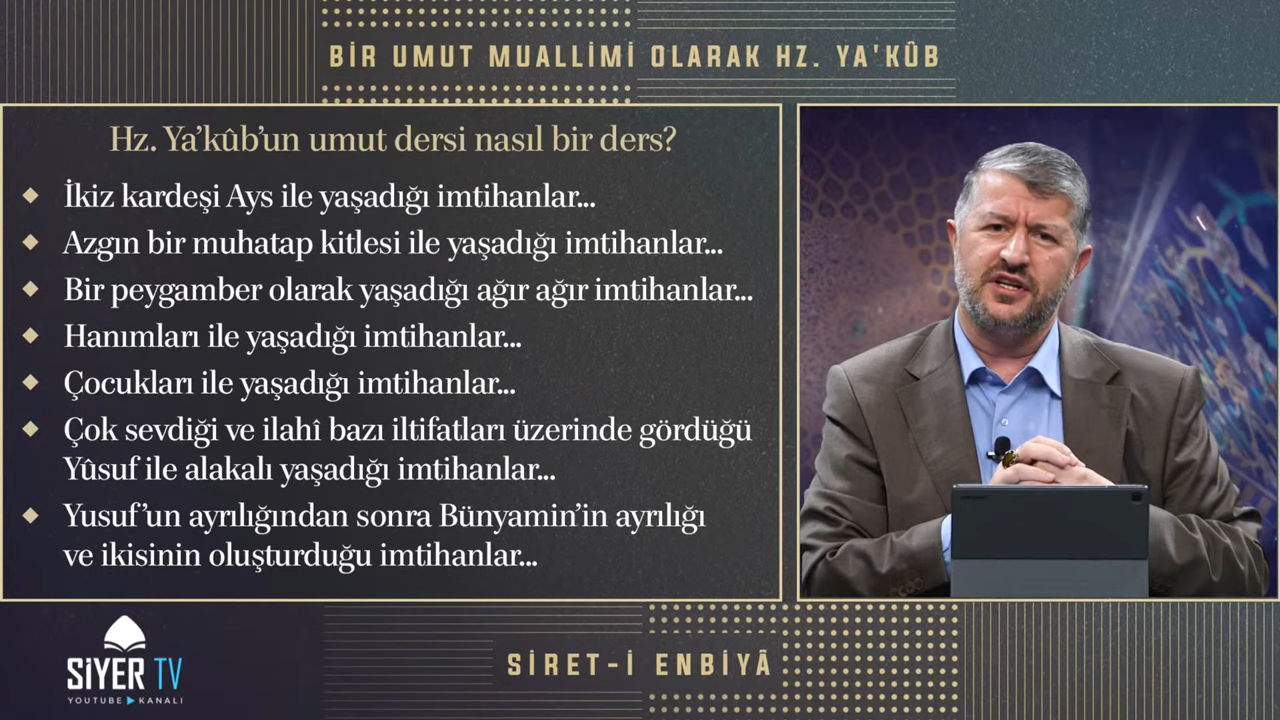 BİR UMUT MUALLİMİ OLARAK HZ. YA'KÛB
Hz. Ya’kûb’un umut dersi nasıl bir ders?
İkiz kardeşi Ays ile yaşadığı imtihanlar...
Azgın bir muhatap kitlesi ile yaşadığı imtihanlar...
Bir peygamber olarak yaşadığı ağır ağır imtihanlar...
Hanımları ile yaşadığı imtihanlar...
Çocukları ile yaşadığı imtihanlar...
Çok sevdiği ve ilahî bazı iltifatları üzerinde gördüğü
Yûsuf ile alakalı yaşadığı imtihanlar...
Yusuf’un ayrılığından sonra Bünyamin’in ayrılığı
ve ikisinin oluşturduğu imtihanlar...
SİYER TV
YOUTUBE KANALI
SİRET-İ ENBİYÂ